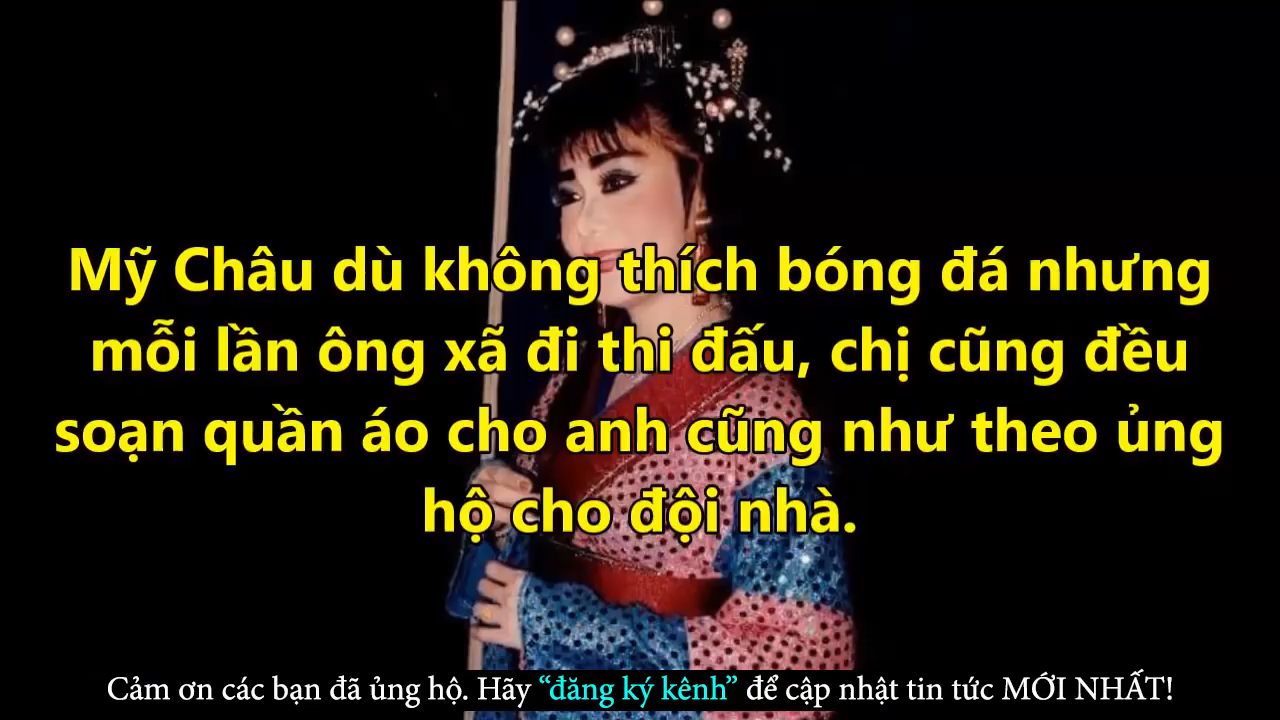 Mỹ Châu dù không thích bóng đá nhưng
mỗi lần ông xã đi thi đấu, chị cũng đều
soạn quần áo cho anh cũng như theo ủng
hộ cho đội nhà.
Cảm ơn các bạn đã ủng hộ. Hãy “đăng ký kênh” để cập nhật tin tức MỚI NHẤT!